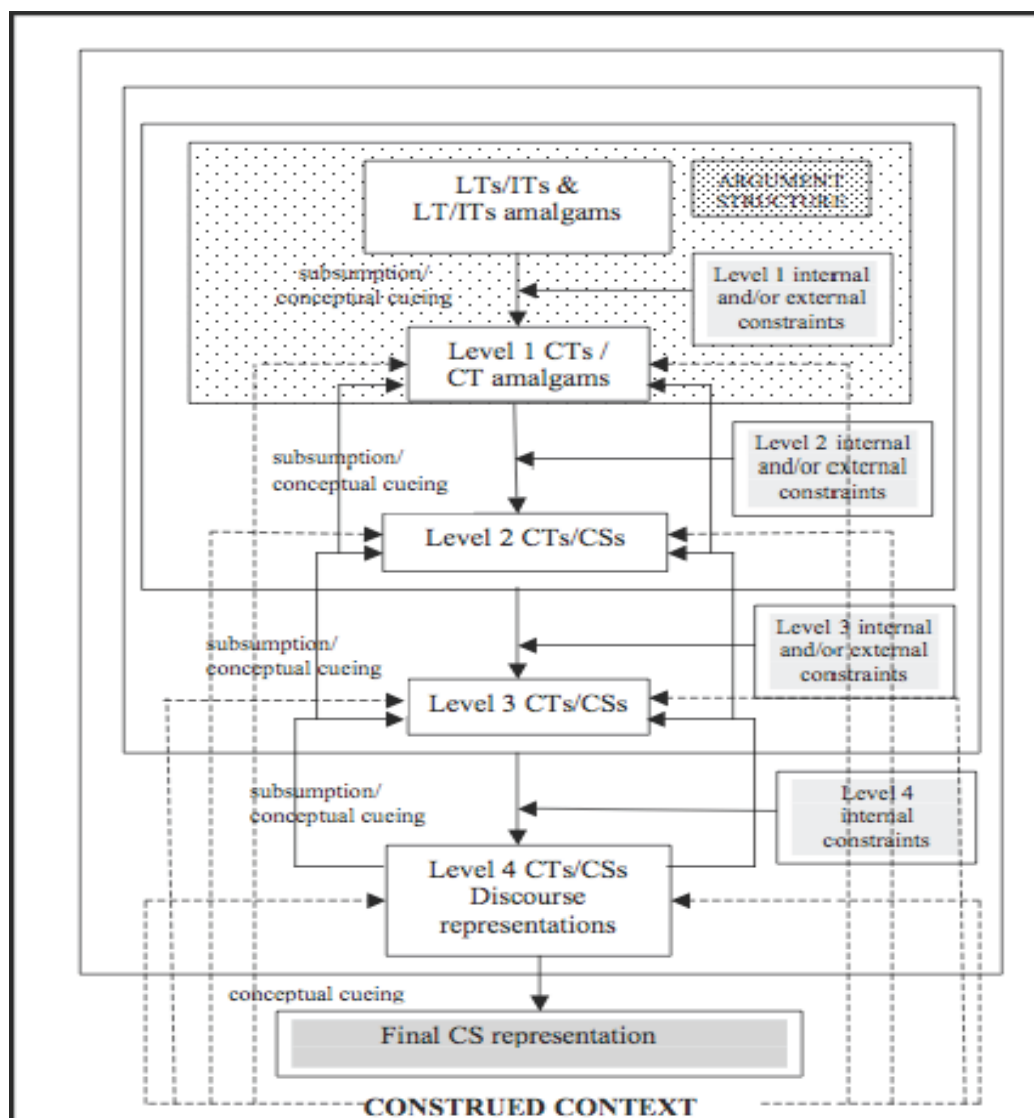 LTs/ITs &
LT/ITs amalgams
ARGUMENT
STRUCTURE
subsumption/
conceptual cueing
Level 1 internal
and/or external
constraints
Level 1 CTs /
CT amalgams
subsumption/
conceptual cueing
Level 2 internal
and/or external
constraints
Level 2 CTs/CSs
subsumption/
conceptual cueing
Level 3 internal
and/or external
constraints
Level 3 CTs/CSs
subsumption/
conceptual cueing
Level 4
internal
constraints
Level 4 CTs/CSs
Discourse
representations
conceptual cueing
Final CS representation
CONSTRUED CONTEXT